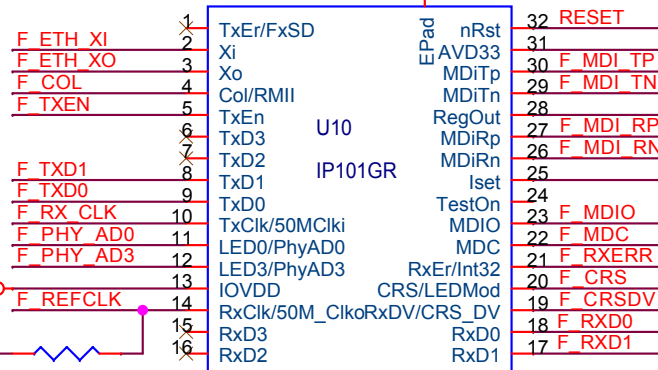 1 TxEr/FxSD nRst 32 RESET
F_ETH_XI 2 Xi AVD33 31
F_ETH_XO 3 Xo MDiTp 30 F_MDI_TP
F_COL 4 Col/RMII MDiTn 29 F_MDI_TN
F_TXEN 5 TxEn RegOut 28
6 TxD3 MDiRp 27 F_MDI_RP
7 TxD2 MDiRn 26 F_MDI_RN
F_TXD1 8 TxD1 Iset 25
F_TXD0 9 TxD0 TestOn 24
F_RX_CLK 10 TxClk/50MClki MDIO 23 F_MDIO
F_PHY_AD0 11 LED0/PhyAD0 MDC 22 F_MDC
F_PHY_AD3 12 LED3/PhyAD3 RxEr/Int32 21 F_RXERR
13 IOVDD CRS/LEDMod 20 F_CRS
F_REFCLK 14 RxClk/50M_ClkoRxDV/CRS_DV 19 F_CRSDV
15 RxD3 RxD0 18 F_RXD0
16 RxD2 RxD1 17 F_RXD1
EPad
U10
IP101GR